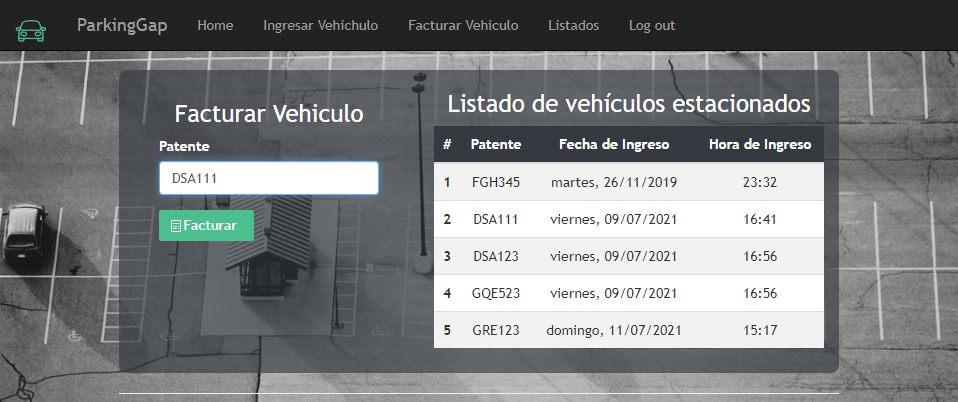 ParkingGap Home Ingresar Vehichulo Facturar Vehiculo Listados Log out
Facturar Vehiculo
Patente
DSA111
Facturar
Listado de vehículos estacionados
# Patente Fecha de Ingreso Hora de Ingreso
1 FGH345 martes, 26/11/2019 23:32
2 DSA111 viernes, 09/07/2021 16:41
3 DSA123 viernes, 09/07/2021 16:56
4 GQE523 viernes, 09/07/2021 16:56
5 GRE123 domingo, 11/07/2021 15:17